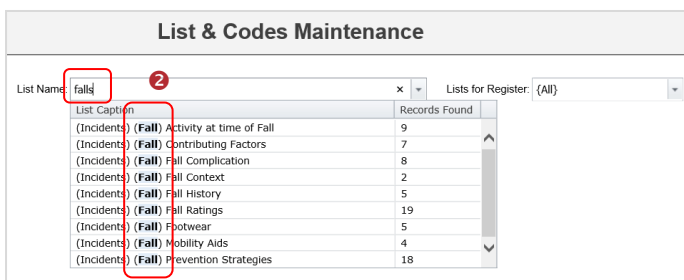 List & Codes Maintenance
List Name: falls 2 × Lists for Register: {All}
List Caption Records Found
(Incidents) (Fall) Activity at time of Fall 9
(Incidents) (Fall) Contributing Factors 7
(Incidents) (Fall) Fall Complication 8
(Incidents) (Fall) Fall Context 2
(Incidents) (Fall) Fall History 5
(Incidents) (Fall) Fall Ratings 19
(Incidents) (Fall) Footwear 5
(Incidents) (Fall) Mobility Aids 4
(Incidents) (Fall) Prevention Strategies 18